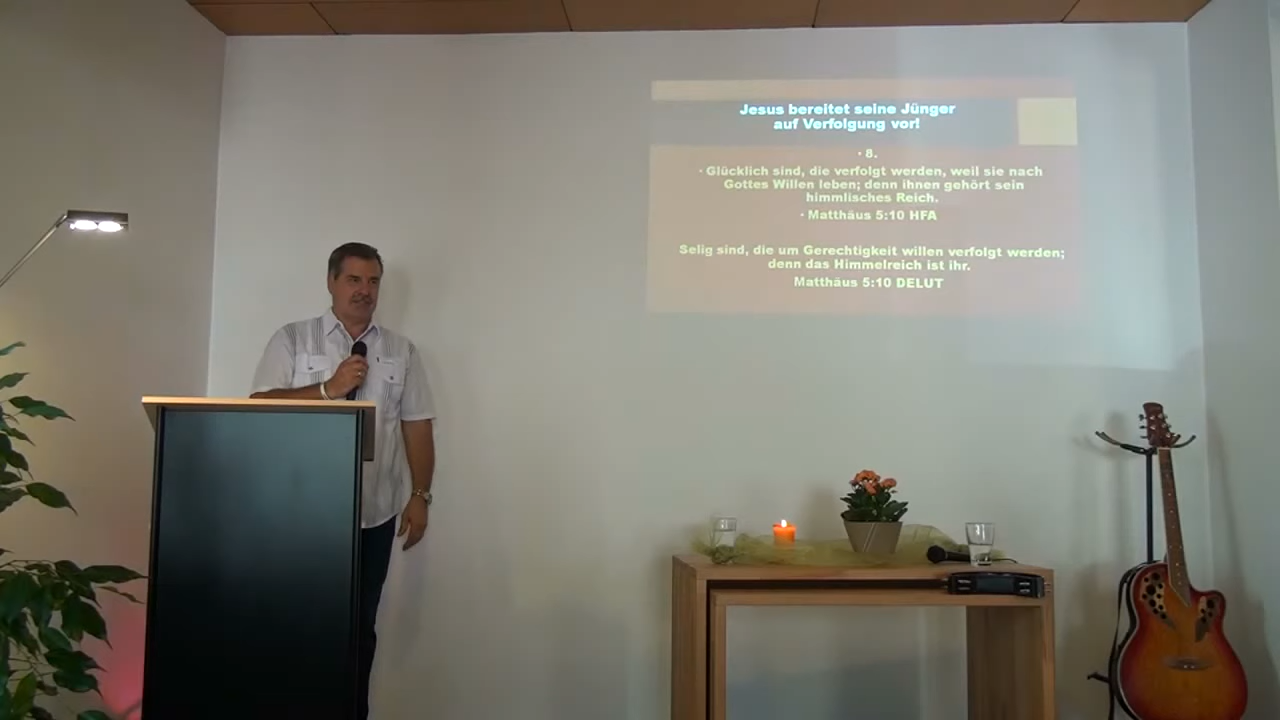 Jesus bereitet seine Jünger
auf Verfolgung vor!
· 8.
· Glücklich sind, die verfolgt werden, weil sie nach
Gottes Willen leben; denn ihnen gehört sein
himmlisches Reich.
· Matthäus 5:10 HFA
Selig sind, die um Gerechtigkeit willen verfolgt werden;
denn das Himmelreich ist ihr.
Matthäus 5:10 DELUT